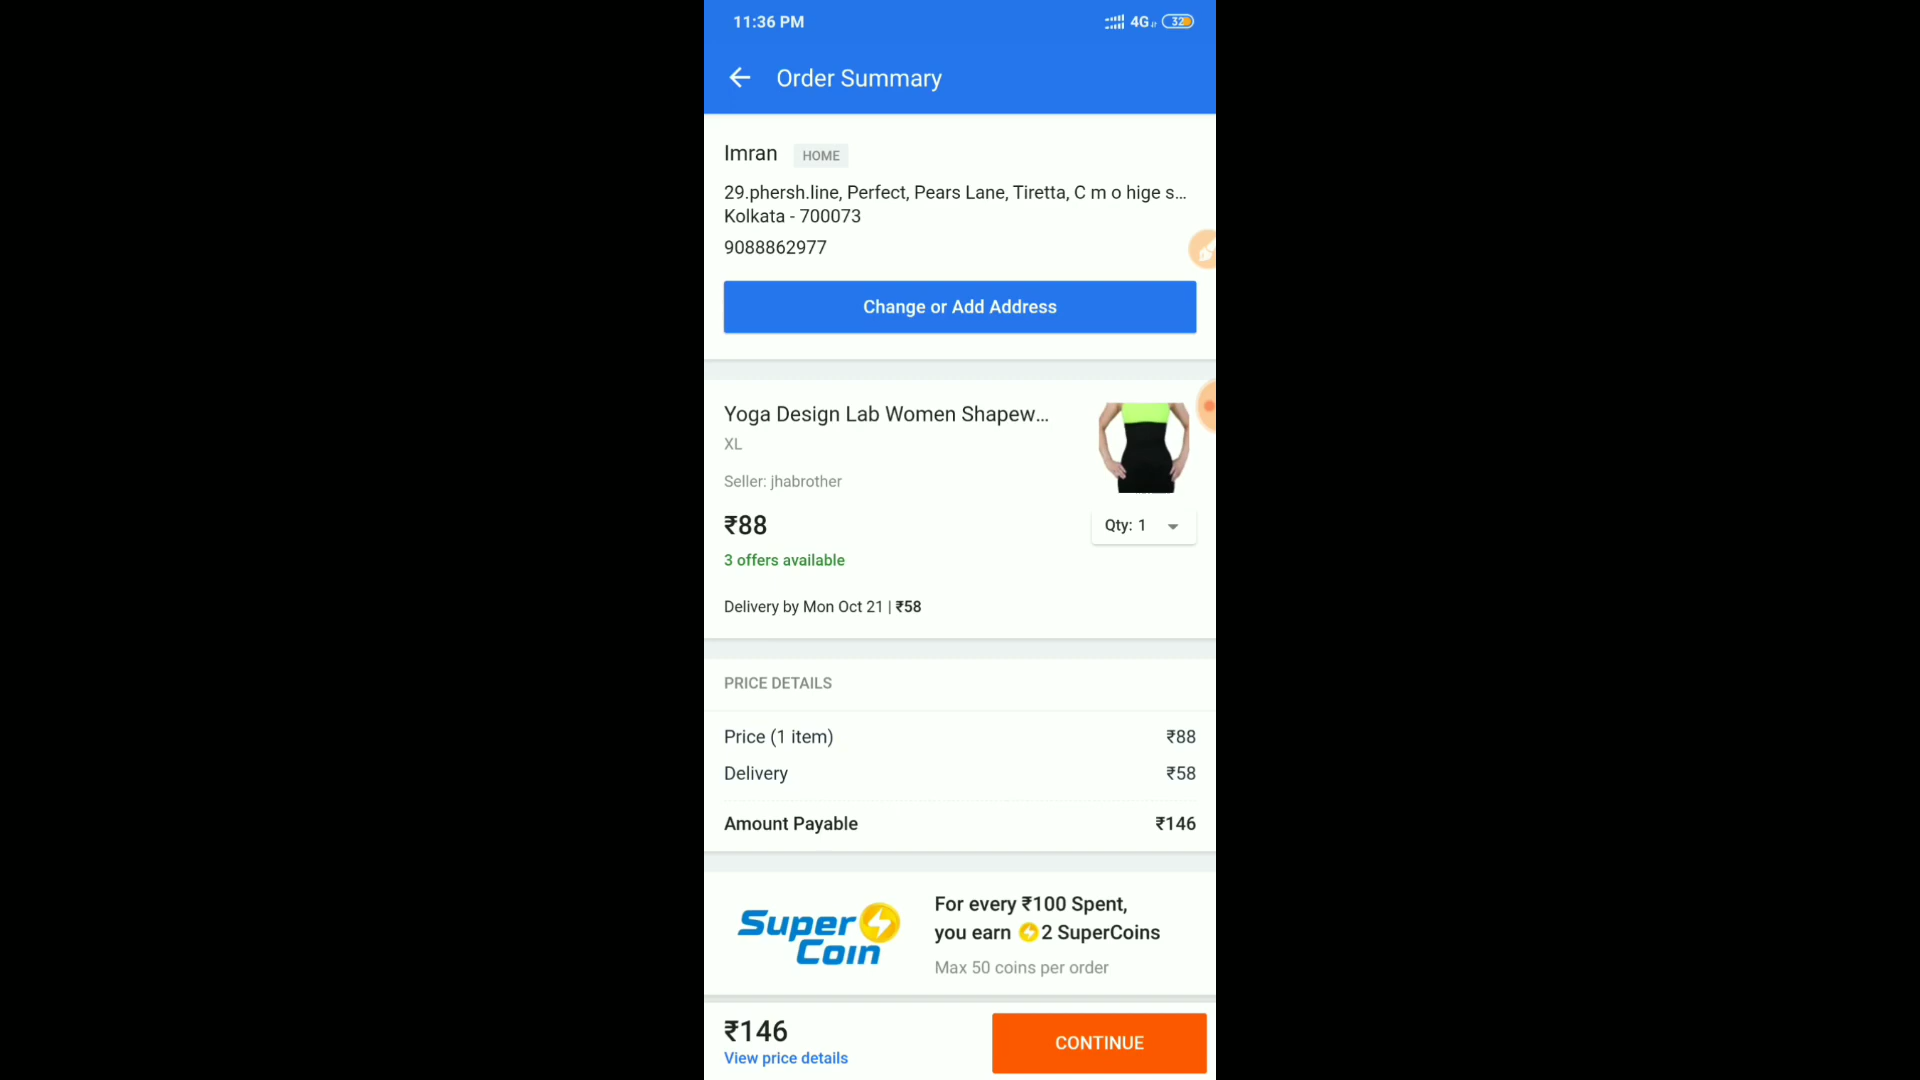 11:36 PM
4G
32
Order Summary
Imran HOME
29.phersh.line, Perfect, Pears Lane, Tiretta, C m o hige s...
Kolkata - 700073
9088862977
Change or Add Address
Yoga Design Lab Women Shapew...
XL
Seller: jhabrother
₹88
Qty: 1
3 offers available
Delivery by Mon Oct 21 | ₹58
PRICE DETAILS
Price (1 item) ₹88
Delivery ₹58
Amount Payable ₹146
Super Coin
For every ₹100 Spent,
you earn 2 SuperCoins
Max 50 coins per order
₹146
View price details
CONTINUE